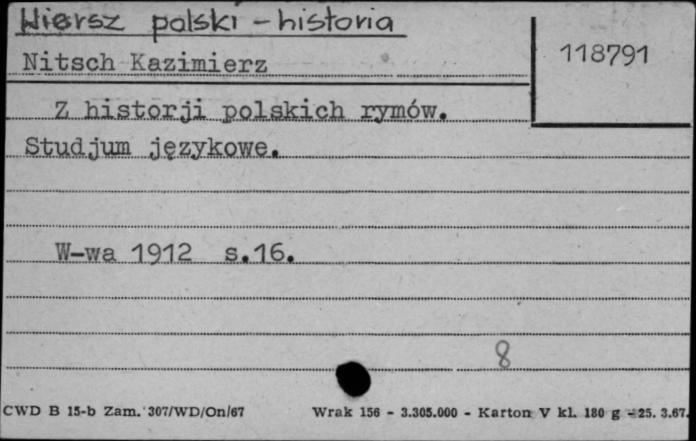 Wiersz polski - historia
118791
Nitsch Kazimierz
Z historji polskich rymów.
Studjum językowe.
W-wa 1912 s.16.
8
CWD B 15-b Zam. 307/WD/On/67 Wrak 156 - 3.305.000 - Karton V kl. 180 g - 25. 3.67.